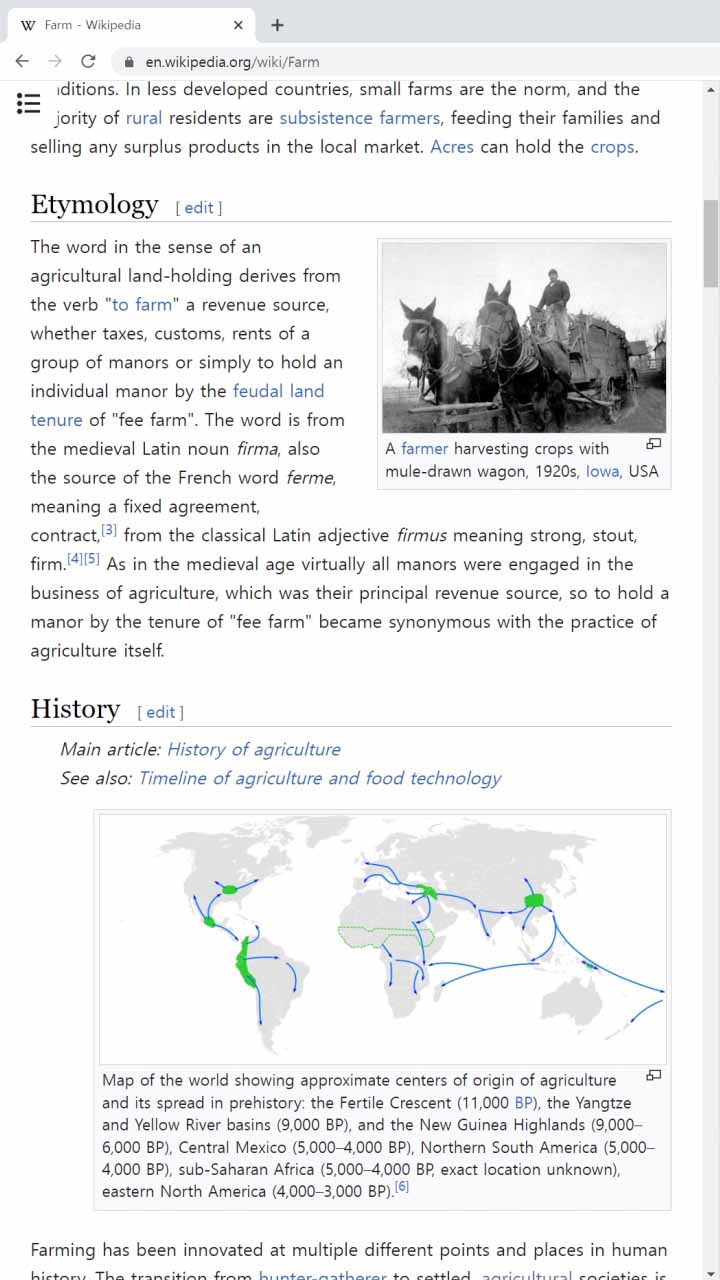 W Farm - Wikipedia
en.wikipedia.org/wiki/Farm
ditions. In less developed countries, small farms are the norm, and the
jority of rural residents are subsistence farmers, feeding their families and
selling any surplus products in the local market. Acres can hold the crops.
Etymology [ edit ]
The word in the sense of an
agricultural land-holding derives from
the verb "to farm" a revenue source,
whether taxes, customs, rents of a
group of manors or simply to hold an
individual manor by the feudal land
tenure of "fee farm". The word is from
the medieval Latin noun firma, also
the source of the French word ferme,
meaning a fixed agreement,
contract,[3] from the classical Latin adjective firmus meaning strong, stout,
firm.[4][5] As in the medieval age virtually all manors were engaged in the
business of agriculture, which was their principal revenue source, so to hold a
manor by the tenure of "fee farm" became synonymous with the practice of
agriculture itself.
A farmer harvesting crops with
mule-drawn wagon, 1920s, Iowa, USA
History [ edit ]
Main article: History of agriculture
See also: Timeline of agriculture and food technology
Map of the world showing approximate centers of origin of agriculture
and its spread in prehistory: the Fertile Crescent (11,000 BP), the Yangtze
and Yellow River basins (9,000 BP), and the New Guinea Highlands (9,000–
6,000 BP), Central Mexico (5,000–4,000 BP), Northern South America (5,000–
4,000 BP), sub-Saharan Africa (5,000–4,000 BP, exact location unknown),
eastern North America (4,000–3,000 BP).[6]
Farming has been innovated at multiple different points and places in human
history. The transition from hunter-gatherer to settled, agricultural societies is